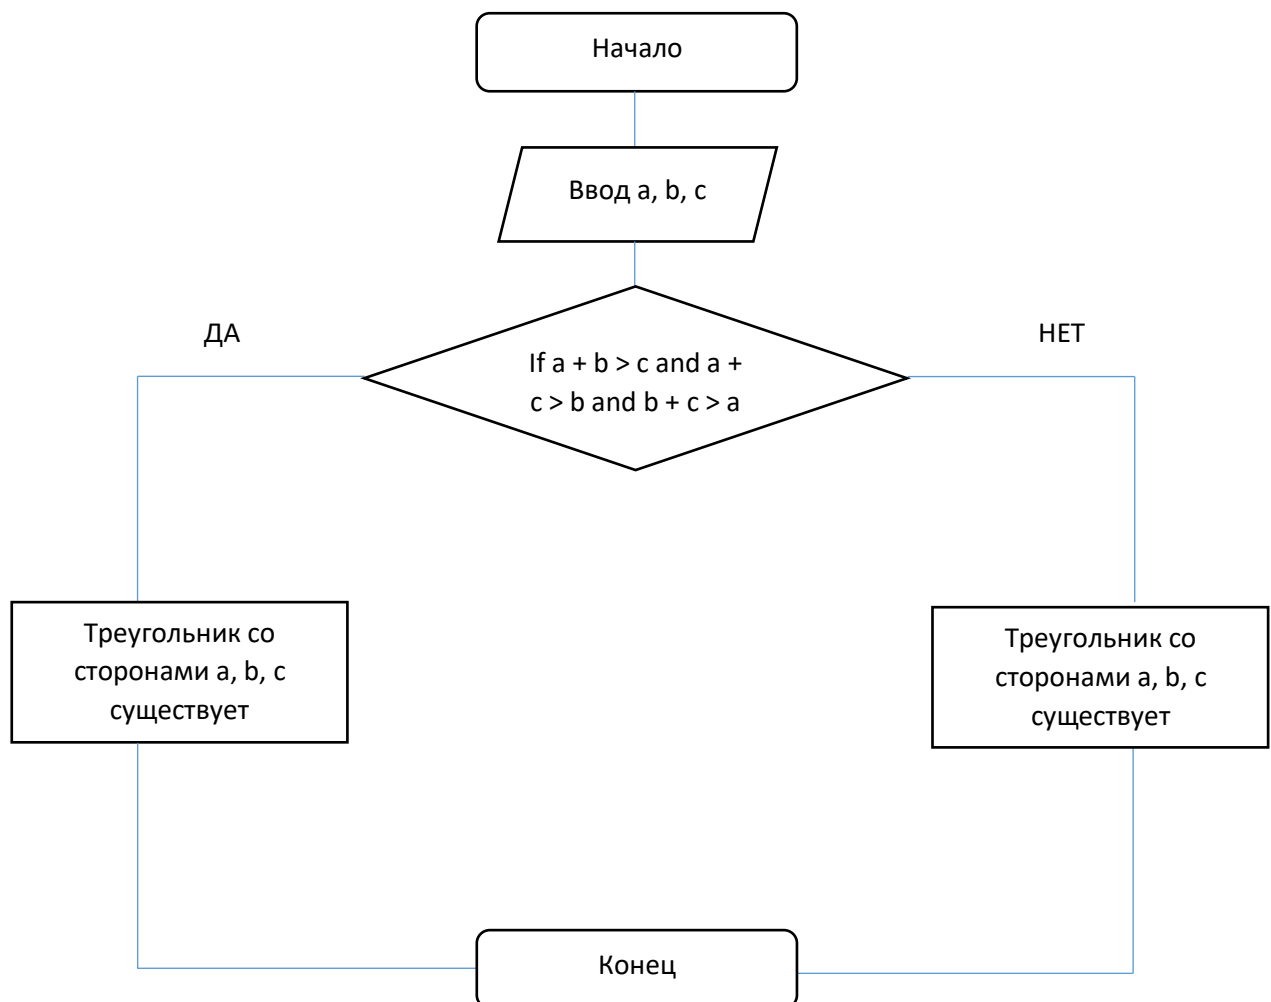 Начало
Ввод a, b, c
ДА
НЕТ
If a + b > c and a +
c > b and b + c > a
Треугольник со
сторонами a, b, c
существует
Треугольник со
сторонами a, b, c
существует
Конец